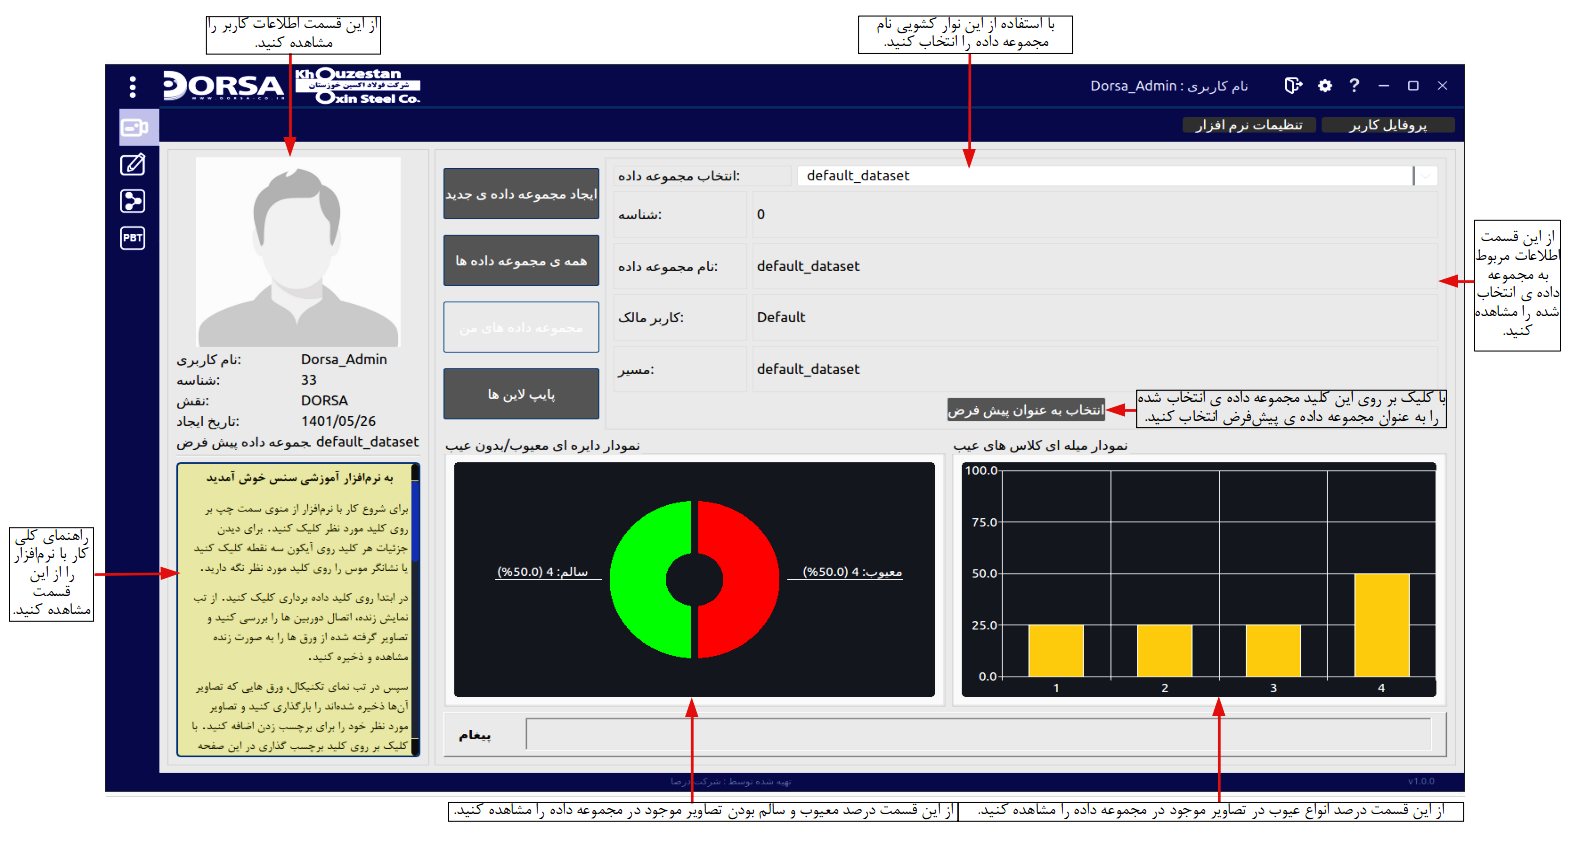 از این قسمت اطلاعات کاربر را
مشاهده کنید.
با استفاده از این نوار کشویی نام
مجموعه داده را انتخاب کنید.
DORSA
WWW.DORSA-CO.IR
Khouzestan
شرکت فولاد اکسین خوزستان
Oxin Steel Co.
نام کاربری : Dorsa_Admin
?
پروفایل کاربر
تنظیمات نرم افزار
PBT
انتخاب مجموعه داده:
default_dataset
شناسه:
0
نام مجموعه داده:
default_dataset
کاربر مالک:
Default
مسیر:
default_dataset
انتخاب به عنوان پیش فرض
ایجاد مجموعه داده ی جدید
همه ی مجموعه داده ها
مجموعه داده های من
پایپ لاین ها
از این قسمت
اطلاعات مربوط
به مجموعه
داده ی انتخاب
شده را مشاهده
کنید.
با کلیک بر روی این کلید مجموعه داده ی انتخاب شده
را به عنوان مجموعه داده ی پیش‌فرض انتخاب کنید.
نام کاربری:
Dorsa_Admin
شناسه:
33
نقش:
DORSA
تاریخ ایجاد:
1401/05/26
جموعه داده پیش فرض
default_dataset
به نرم‌افزار آموزشی سنس خوش آمدید
برای شروع کار با نرم‌افزار از منوی سمت چپ بر
روی کلید مورد نظر کلیک کنید. برای دیدن
جزئیات هر کلید روی آیکون سه نقطه کلیک کنید
یا نشانگر موس را روی کلید مورد نظر نگه دارید.
در ابتدا روی کلید داده برداری کلیک کنید. از تب
نمایش زنده، اتصال دوربین ها را بررسی کنید و
تصاویر گرفته شده از ورق ها را به صورت زنده
مشاهده و ذخیره کنید.
سپس در تب نمای تکنیکال، ورق هایی که تصاویر
آن‌ها ذخیره شده‌اند را بارگذاری کنید و تصاویر
مورد نظر خود را برای برچسب زدن اضافه کنید. با
کلیک بر روی کلید برچسب گذاری در این صفحه
راهنمای کلی
کار با نرم‌افزار
را از این
قسمت
مشاهده کنید.
نمودار دایره ای معیوب/بدون عیب
سالم: 4 (50.0%)
معیوب: 4 (50.0%)
نمودار میله ای کلاس های عیب
100.0
75.0
50.0
25.0
0.0
1 2 3 4
پیغام
تهیه شده توسط : شرکت درصا
v1.0.0
از این قسمت درصد معیوب و سالم بودن تصاویر موجود در مجموعه داده را مشاهده کنید.
از این قسمت درصد انواع عیوب در تصاویر موجود در مجموعه داده را مشاهده کنید.